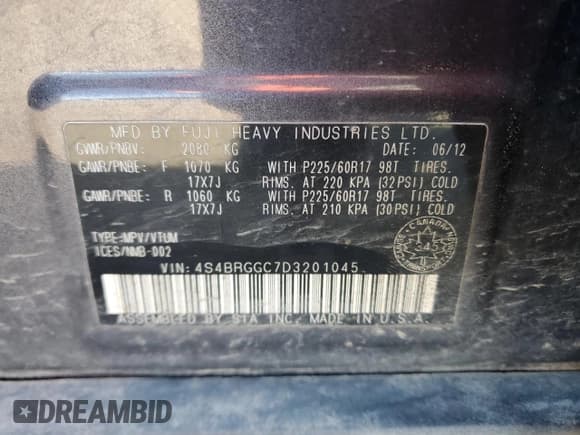 MFD BY FUJI HEAVY INDUSTRIES LTD.
GVWR/PNBV: 2080 KG DATE: 06/12
GAWR/PNBE: F 1070 KG WITH P225/60R17 98T TIRES.
17X7J RIMS. AT 220 KPA (32PSI) COLD
GAWR/PNBE: R 1060 KG WITH P225/60R17 98T TIRES.
17X7J RIMS. AT 210 KPA (30PSI) COLD
TYPE:MPV/VTUM
ICES/NMB-002
CANADA
VIN: 4S4BRGGC7D3201045
ASSEMBLED BY SIA INC. MADE IN U.S.A.
DREAMBID